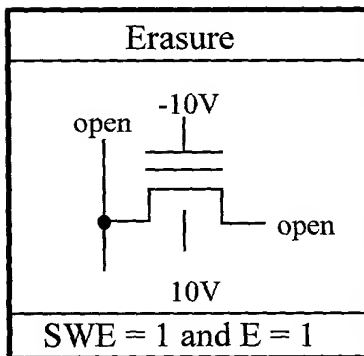 Erasure
-10V
open
open
10V
SWE = 1 and E = 1